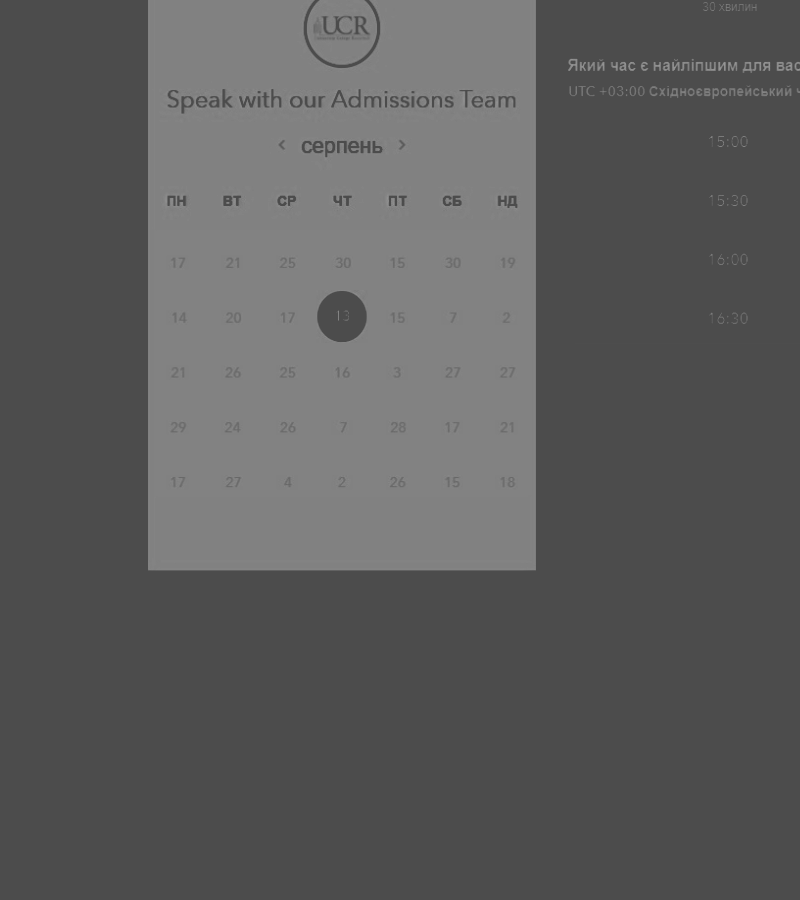 UCR
Speak with our Admissions Team
‹ серпень ›
ПН ВТ СР ЧТ ПТ СБ НД
17 21 25 30 15 30 19
14 20 17 13 15 7 2
21 26 25 16 3 27 27
29 24 26 7 28 17 21
17 27 4 2 26 15 18
30 хвилин
Який час є найліпшим для вас
UTC +03:00 Східноєвропейський ч
15:00
15:30
16:00
16:30